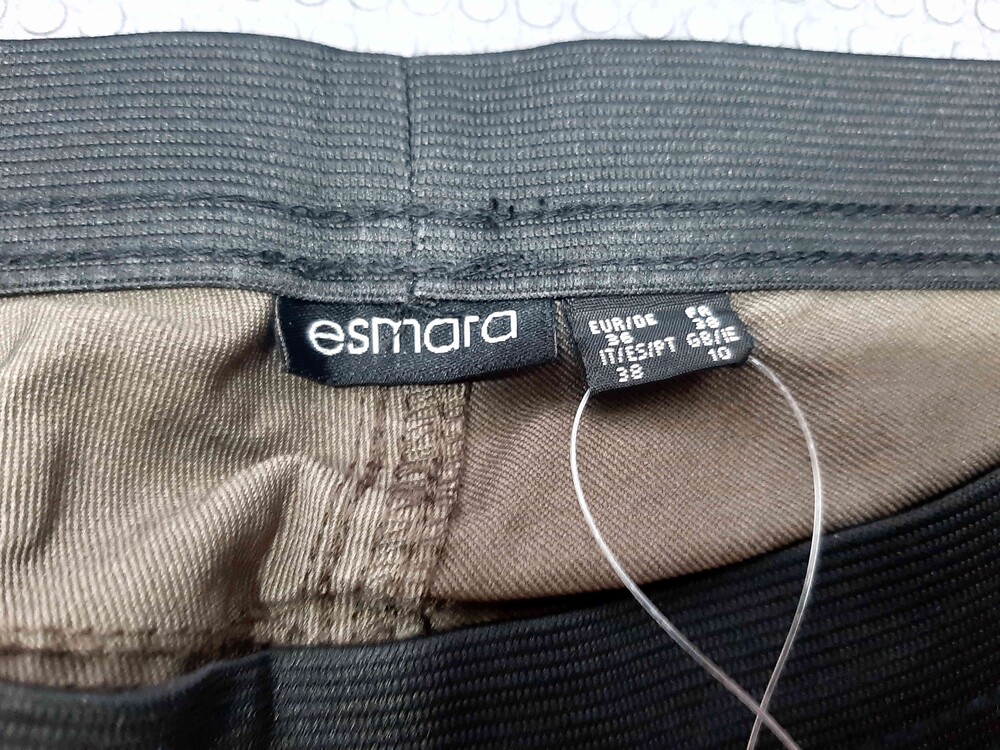 esmara
EUR/DE FR
36 38
IT/ES/PT GB/IE
38 10